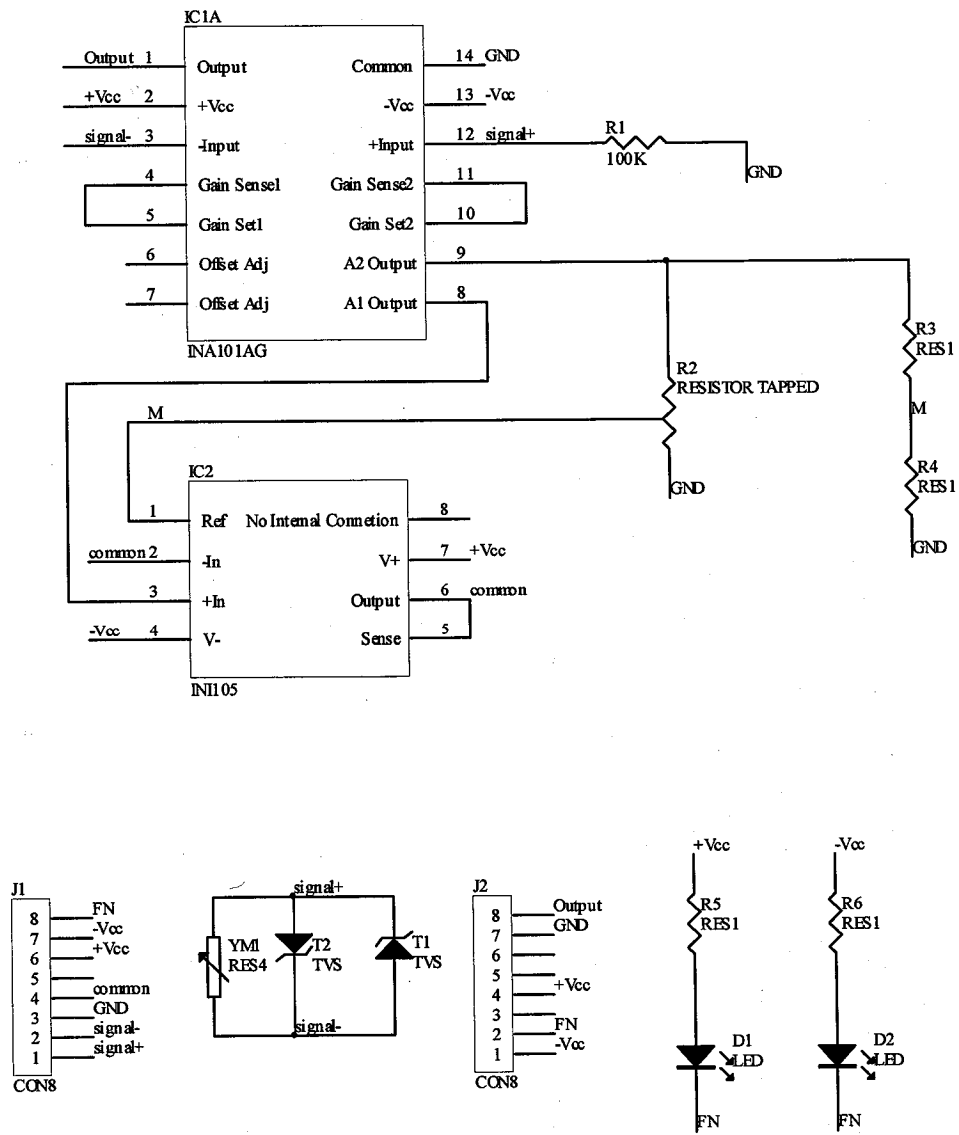 IC1A
Output 1 Output Common 14 GND
+Vcc 2 +Vcc -Vcc 13 -Vcc
signal- 3 -Input +Input 12 signal+ R1
100K
GND
4 Gain Sense1 Gain Sense2 11
5 Gain Set1 Gain Set2 10
6 Offset Adj A2 Output 9
7 Offset Adj A1 Output 8
INA101AG
R3
RES1
R2
RESISTOR TAPPED
M
M
R4
RES1
GND
GND
IC2
1 Ref No Internal Connetion 8
common 2 -In V+ 7 +Vcc
3 +In Output 6 common
-Vcc 4 V- Sense 5
INI105
J1
8 FN
7 -Vcc
6 +Vcc
5
4 common
3 GND
2 signal-
1 signal+
CON8
signal+
YM1
RES4
T2
TVS
T1
TVS
signal-
J2
8 Output
7 GND
6
5
4 +Vcc
3
2 FN
1 -Vcc
CON8
+Vcc
R5
RES1
D1
LED
FN
-Vcc
R6
RES1
D2
LED
FN